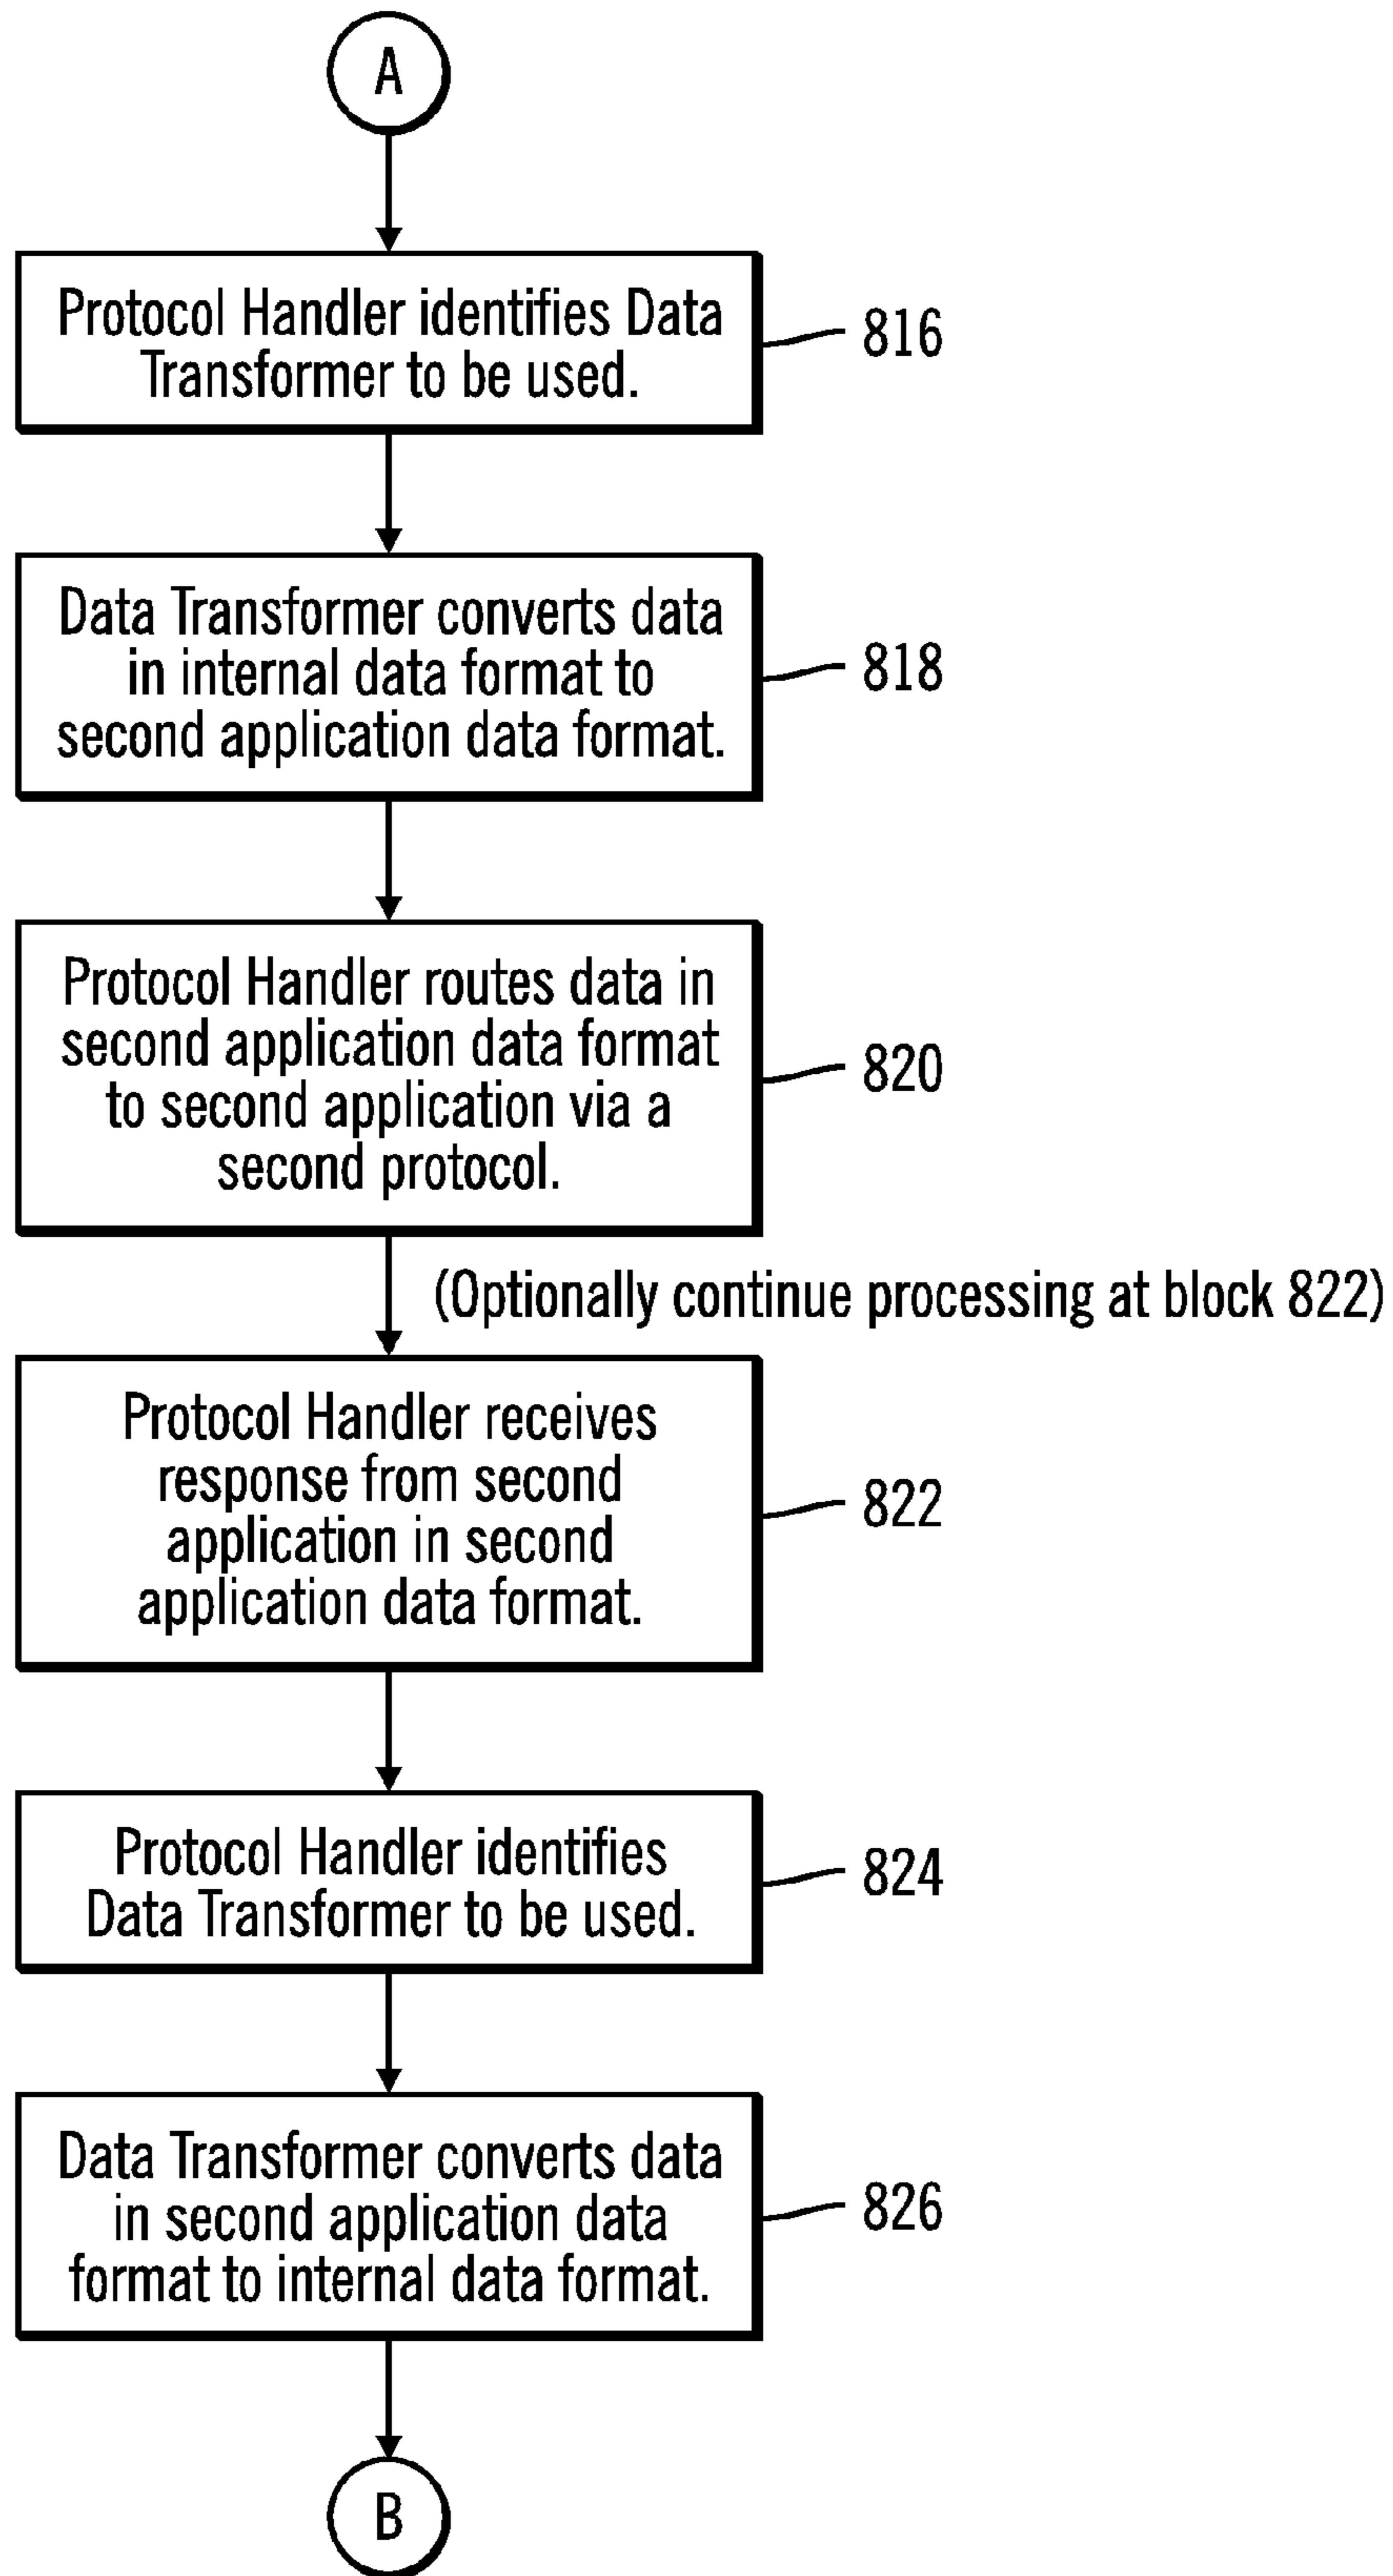 A
Protocol Handler identifies Data
Transformer to be used.
816
Data Transformer converts data
in internal data format to
second application data format.
818
Protocol Handler routes data in
second application data format
to second application via a
second protocol.
820
(Optionally continue processing at block 822)
Protocol Handler receives
response from second
application in second
application data format.
822
Protocol Handler identifies
Data Transformer to be used.
824
Data Transformer converts data
in second application data
format to internal data format.
826
B